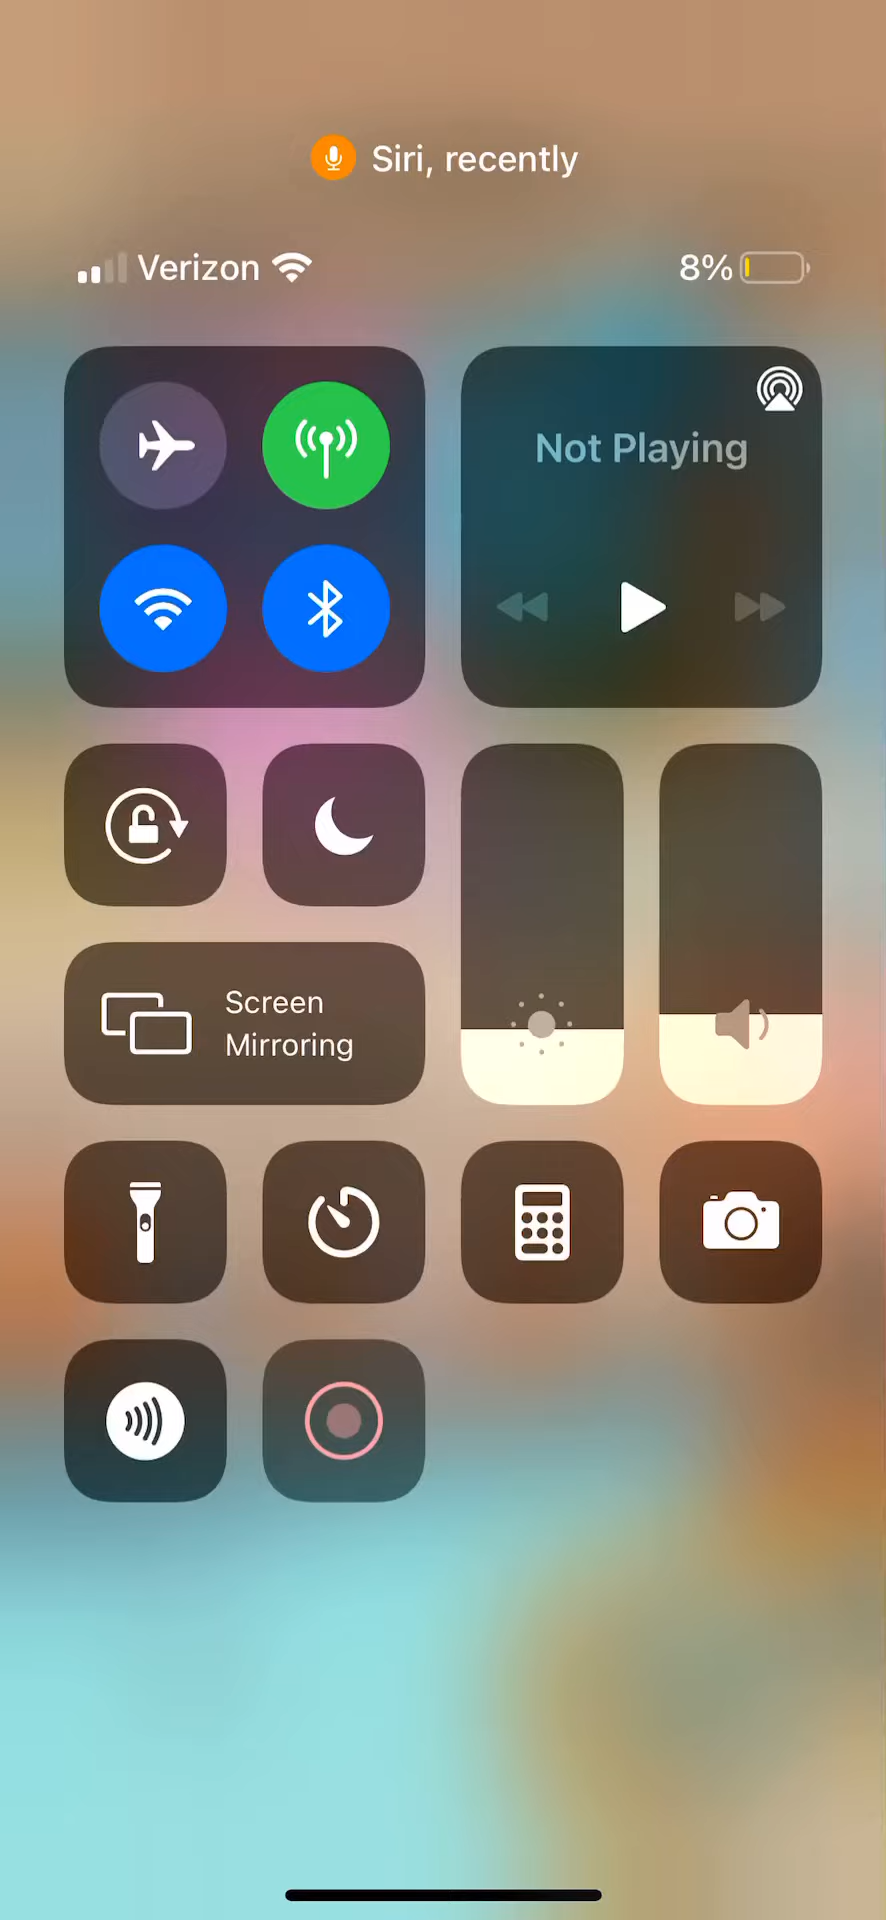 Siri, recently
Verizon 8%
Not Playing
Screen
Mirroring